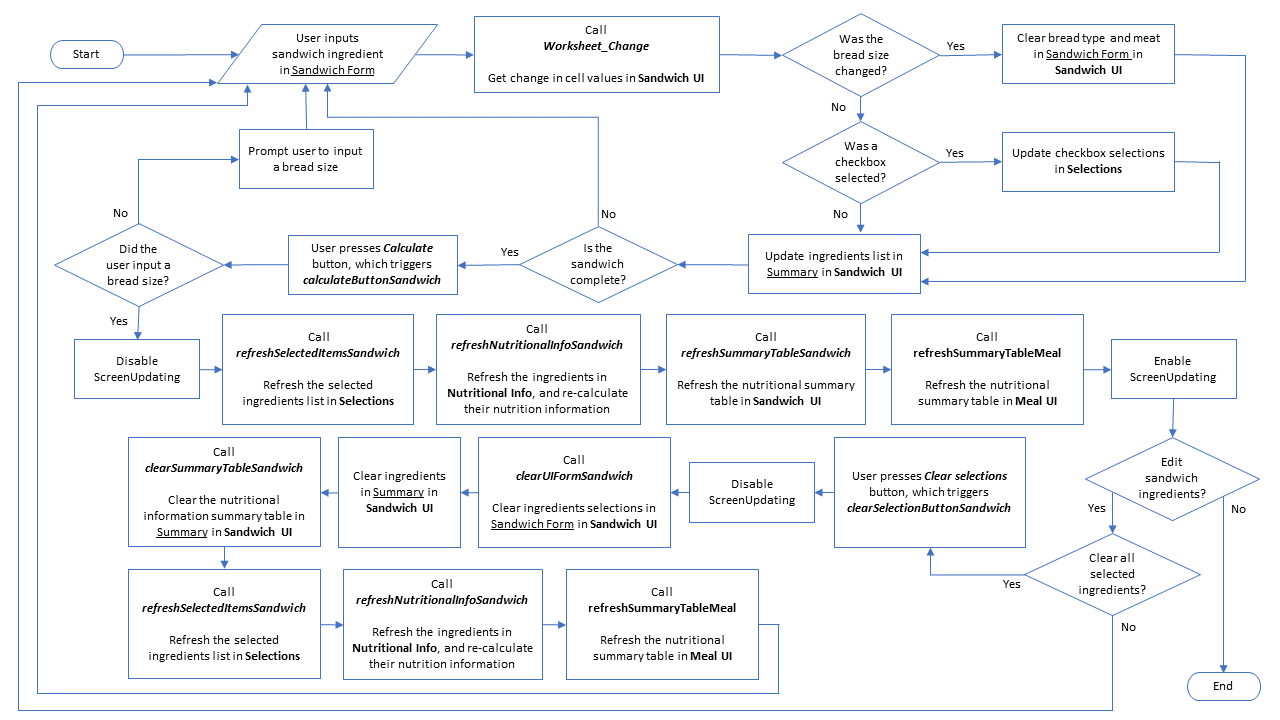 Start
User inputs
sandwich ingredient
in Sandwich Form
Call
Worksheet_Change
Get change in cell values in Sandwich UI
Was the
bread size
changed?
Yes
Clear bread type and meat
in Sandwich Form in
Sandwich UI
No
Was a
checkbox
selected?
Yes
Update checkbox selections
in Selections
No
Update ingredients list in
Summary in Sandwich UI
Is the
sandwich
complete?
No
Yes
User presses Calculate
button, which triggers
calculateButtonSandwich
Did the
user input a
bread size?
No
Prompt user to input
a bread size
Yes
Disable
ScreenUpdating
Call
refreshSelectedItemsSandwich
Refresh the selected
ingredients list in Selections
Call
refreshNutritionalInfoSandwich
Refresh the ingredients in
Nutritional Info, and re-calculate
their nutrition information
Call
refreshSummaryTableSandwich
Refresh the nutritional summary
table in Sandwich UI
Call
refreshSummaryTableMeal
Refresh the nutritional
summary table in Meal UI
Enable
ScreenUpdating
Edit
sandwich
ingredients?
Yes
No
Clear all
selected
ingredients?
Yes
No
End
User presses Clear selections
button, which triggers
clearSelectionButtonSandwich
Disable
ScreenUpdating
Call
clearUIFormSandwich
Clear ingredients selections in
Sandwich Form in Sandwich UI
Clear ingredients
in Summary in
Sandwich UI
Call
clearSummaryTableSandwich
Clear the nutritional
information summary table in
Summary in Sandwich UI
Call
refreshSelectedItemsSandwich
Refresh the selected
ingredients list in Selections
Call
refreshNutritionalInfoSandwich
Refresh the ingredients in
Nutritional Info, and re-calculate
their nutrition information
Call
refreshSummaryTableMeal
Refresh the nutritional
summary table in Meal UI